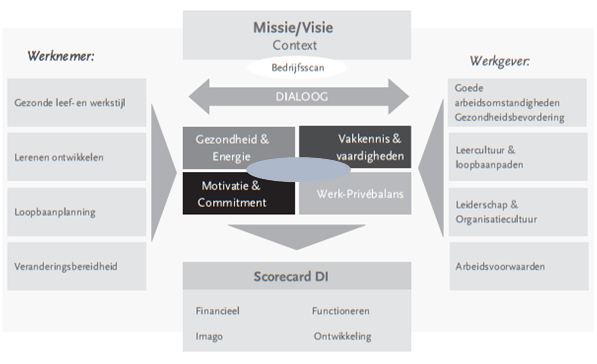 Missie/Visie
Context
Bedrijfsscan
DIALOOG
Werknemer:
Gezonde leef- en werkstijl
Lerenen ontwikkelen
Loopbaanplanning
Veranderingsbereidheid
Gezondheid &
Energie
Vakkennis &
vaardigheden
Motivatie &
Commitment
Werk-Privébalans
Werkgever:
Goede
arbeidsomstandigheden
Gezondheidsbevordering
Leercultuur &
loopbaanpaden
Leiderschap &
Organisatiecultuur
Arbeidsvoorwaarden
Scorecard DI
Financieel
Functioneren
Imago
Ontwikkeling